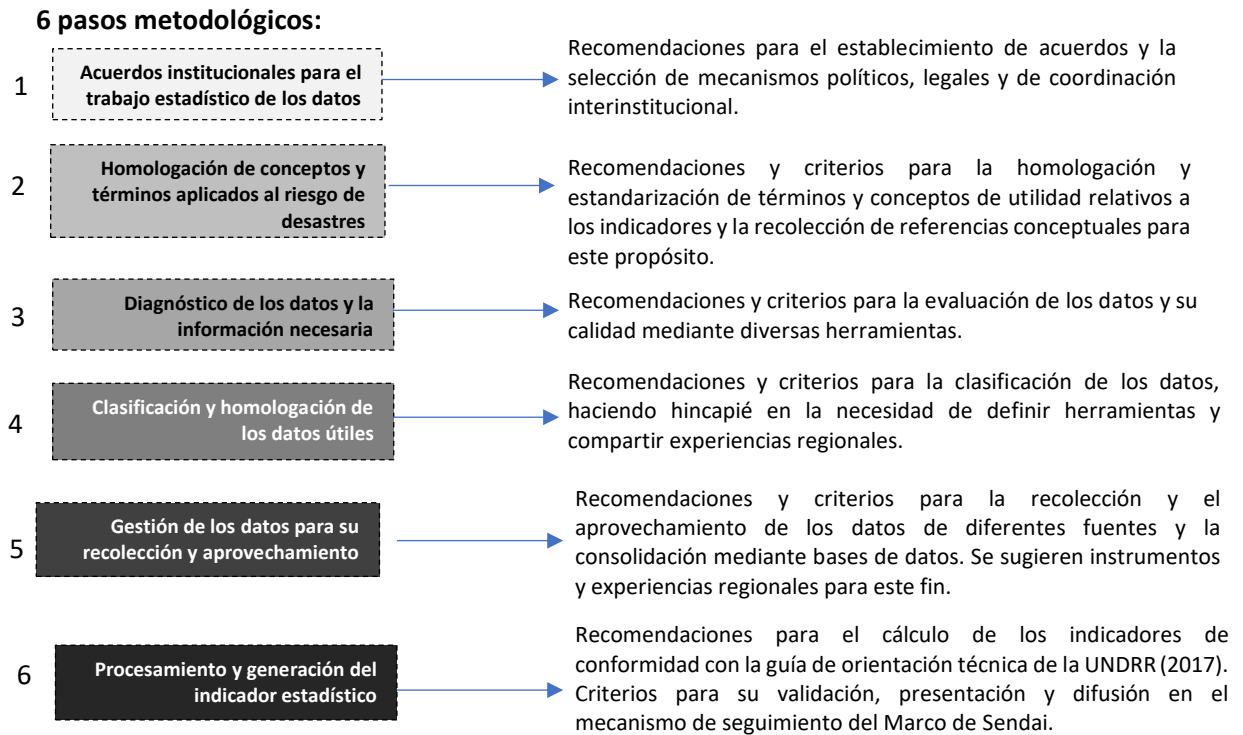 6 pasos metodológicos:
1
Acuerdos institucionales para el
trabajo estadístico de los datos
Recomendaciones para el establecimiento de acuerdos y la
selección de mecanismos políticos, legales y de coordinación
interinstitucional.
2
Homologación de conceptos y
términos aplicados al riesgo de
desastres
Recomendaciones y criterios para la homologación y
estandarización de términos y conceptos de utilidad relativos a
los indicadores y la recolección de referencias conceptuales para
este propósito.
3
Diagnóstico de los datos y la
información necesaria
Recomendaciones y criterios para la evaluación de los datos y su
calidad mediante diversas herramientas.
4
Clasificación y homologación de
los datos útiles
Recomendaciones y criterios para la clasificación de los datos,
haciendo hincapié en la necesidad de definir herramientas y
compartir experiencias regionales.
5
Gestión de los datos para su
recolección y aprovechamiento
Recomendaciones y criterios para la recolección y el
aprovechamiento de los datos de diferentes fuentes y la
consolidación mediante bases de datos. Se sugieren instrumentos
y experiencias regionales para este fin.
6
Procesamiento y generación del
indicador estadístico
Recomendaciones para el cálculo de los indicadores de
conformidad con la guía de orientación técnica de la UNDRR (2017).
Criterios para su validación, presentación y difusión en el
mecanismo de seguimiento del Marco de Sendai.